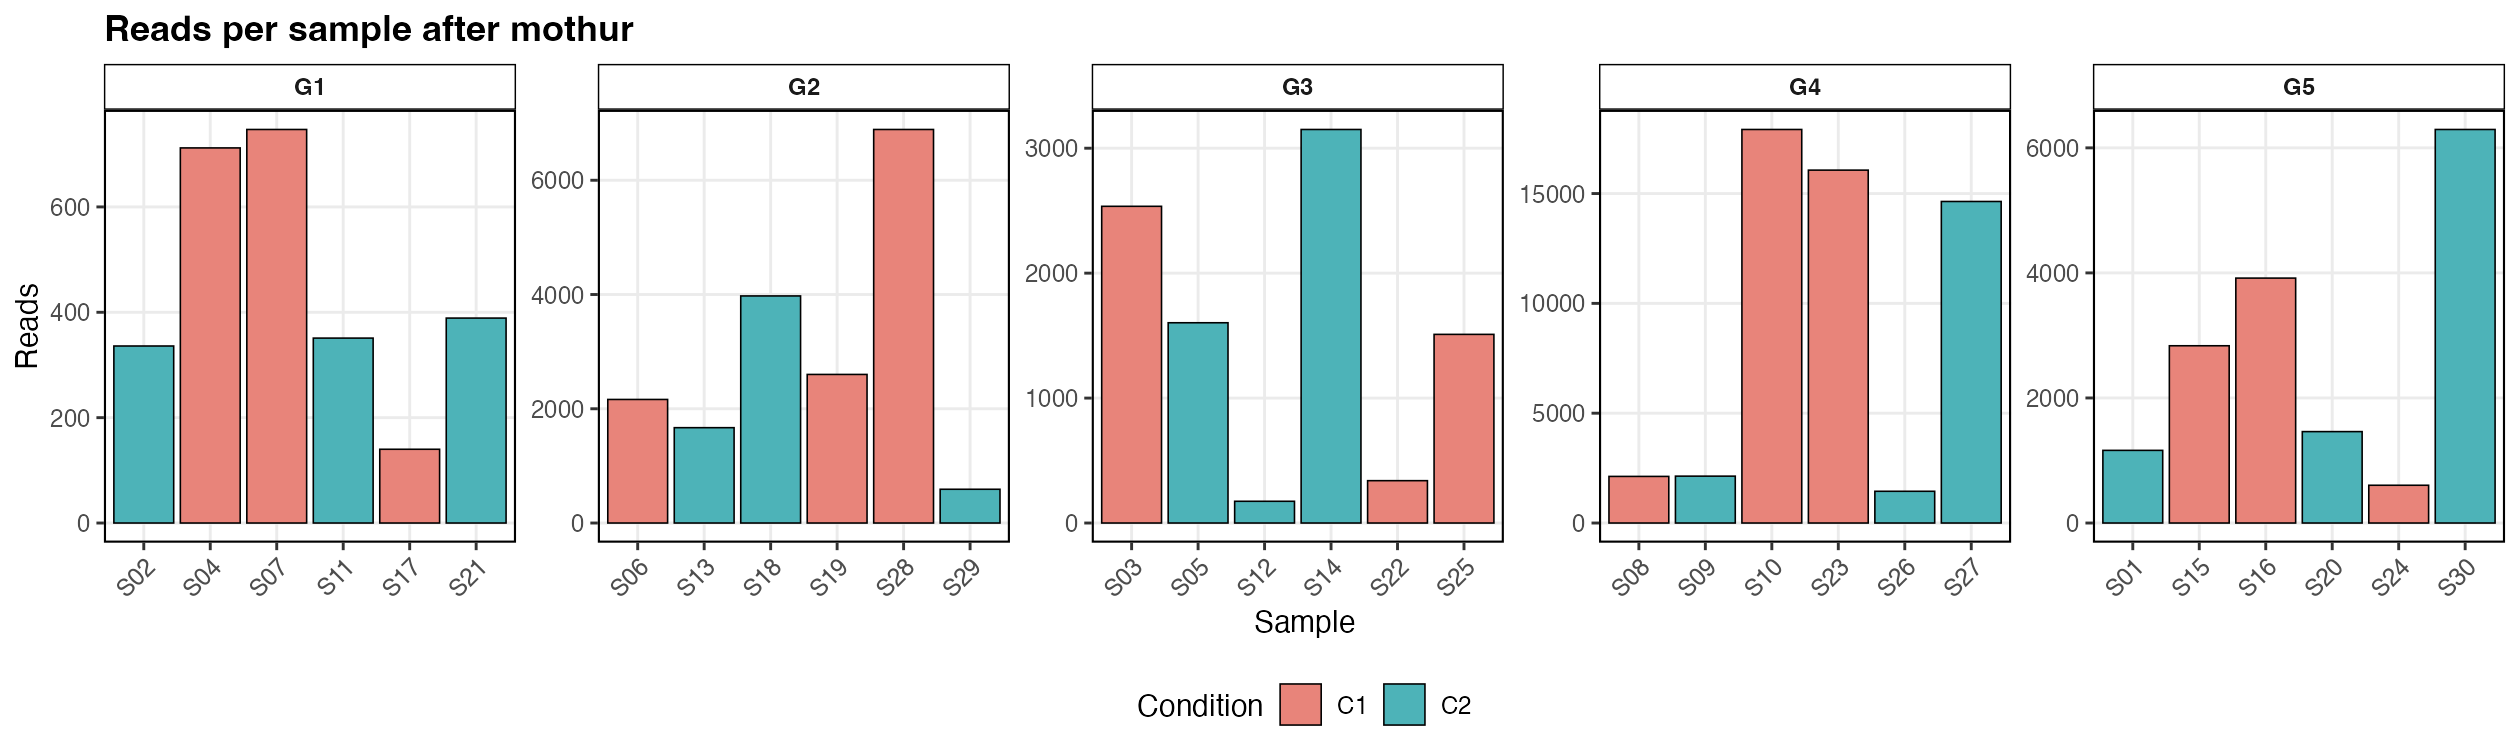 Reads per sample after mothur
G1 G2 G3 G4 G5
Reads
0 200 400 600
0 2000 4000 6000
0 1000 2000 3000
0 5000 10000 15000
0 2000 4000 6000
S02 S04 S07 S11 S17 S21
S06 S13 S18 S19 S28 S29
S03 S05 S12 S14 S22 S25
S08 S09 S10 S23 S26 S27
S01 S15 S16 S20 S24 S30
Sample
Condition C1 C2